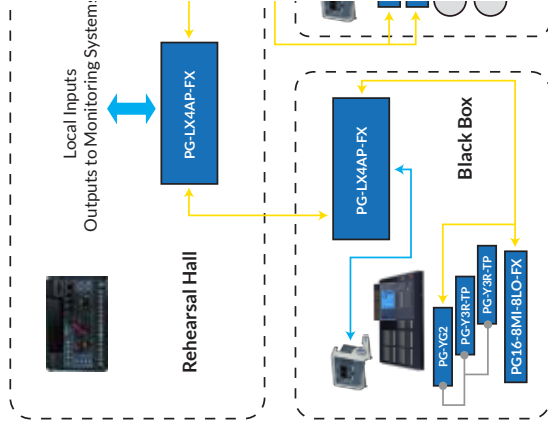 Local Inputs
Outputs to Monitoring System:
PG-LX4AP-FX
Rehearsal Hall
PG-LX4AP-FX
Black Box
PG-YG2
PG-Y3R-TP
PG-Y3R-TP
PG16-8MI-8LO-FX